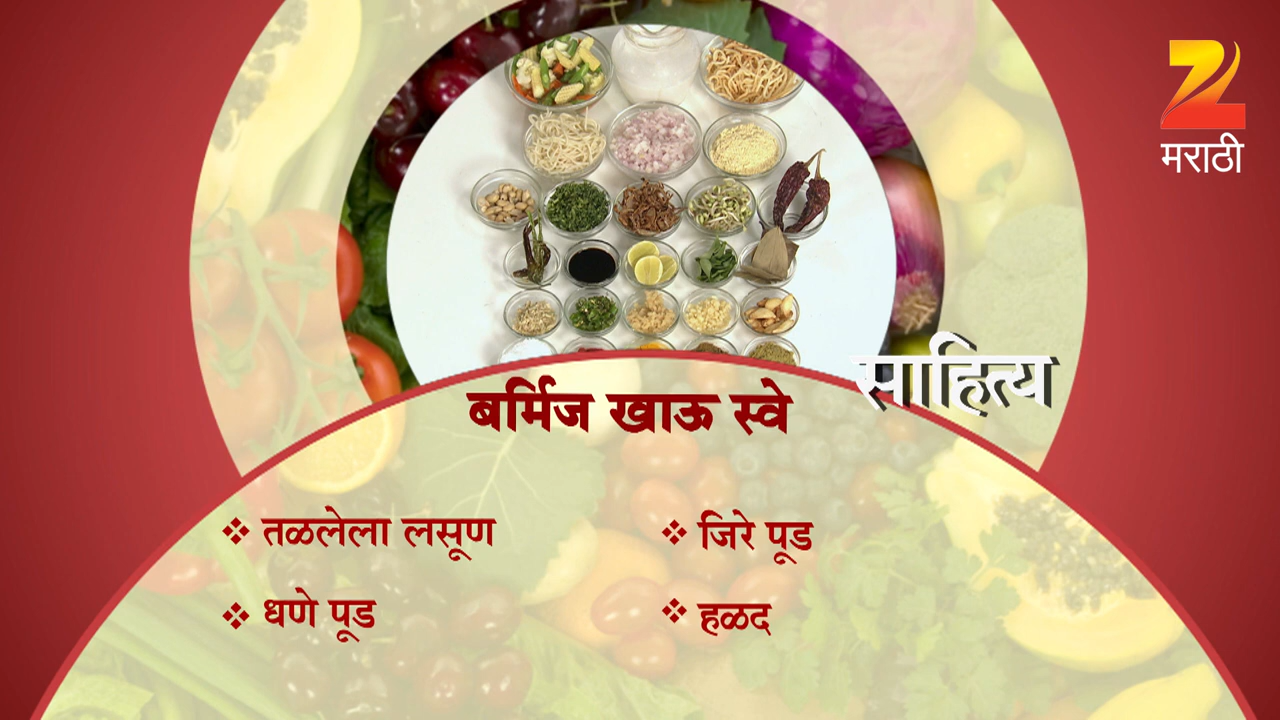 मराठी
साहित्य
बर्मिज खाऊ स्वे
❖ तळलेला लसूण
❖ जिरे पूड
❖ धणे पूड
❖ हळद